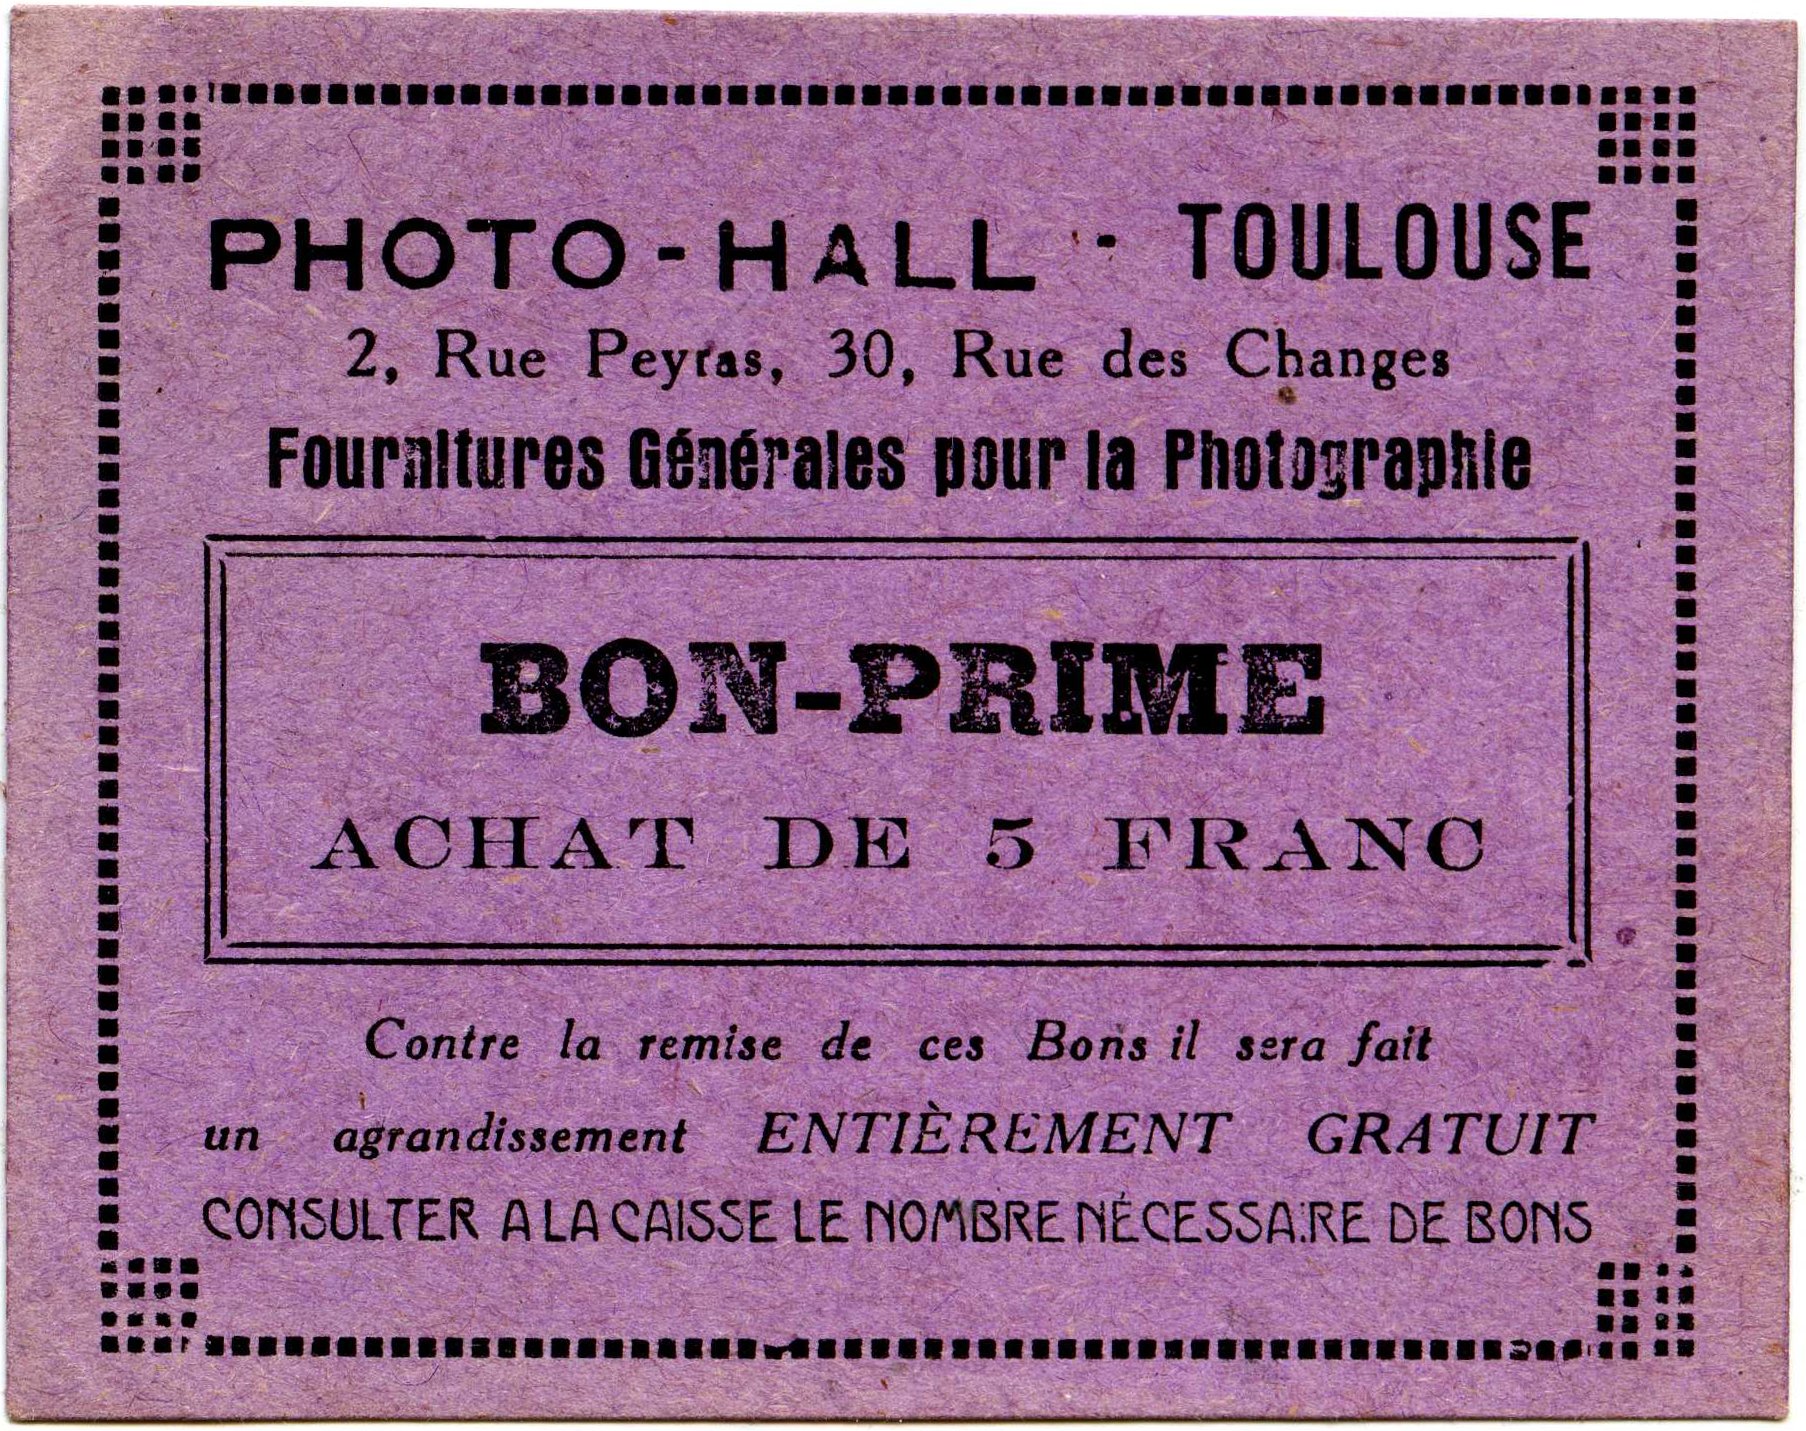 PHOTO-HALL - TOULOUSE
2, Rue Peyras, 30, Rue des Changes
Fournitures Générales pour la Photographie
BON-PRIME
ACHAT DE 5 FRANC
Contre la remise de ces Bons il sera fait
un agrandissement ENTIÈREMENT GRATUIT
CONSULTER A LA CAISSE LE NOMBRE NÉCESSAIRE DE BONS